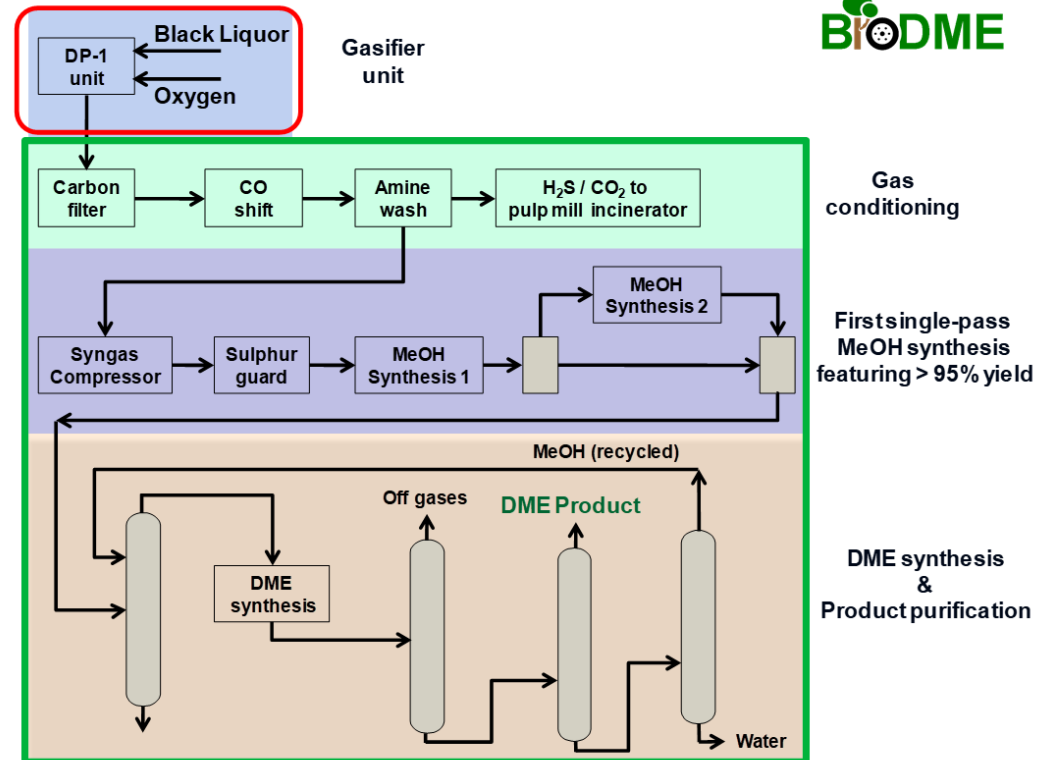 BioDME
Black Liquor
DP-1
unit
Oxygen
Gasifier
unit
Carbon
filter
CO
shift
Amine
wash
H₂S / CO₂ to
pulp mill incinerator
Gas
conditioning
MeOH
Synthesis 2
Syngas
Compressor
Sulphur
guard
MeOH
Synthesis 1
First single-pass
MeOH synthesis
featuring > 95% yield
MeOH (recycled)
Off gases
DME Product
DME
synthesis
DME synthesis
&
Product purification
Water